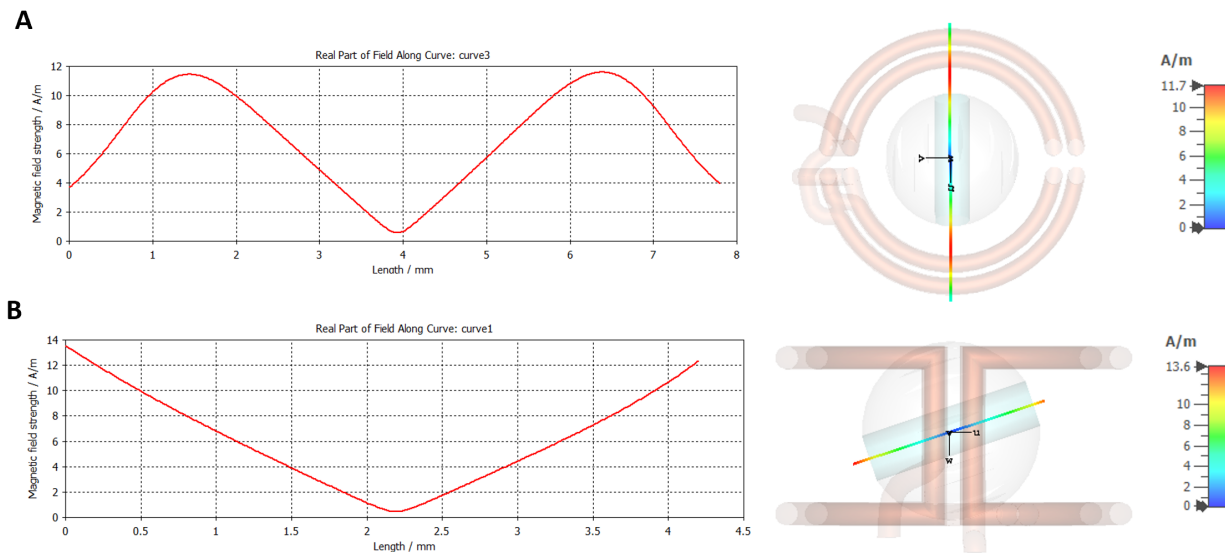 A
Real Part of Field Along Curve: curve3
Magnetic field strength / A/m
12
10
8
6
4
2
0
0 1 2 3 4 5 6 7 8
Length / mm
v
u
A/m
11.7
10
8
6
4
2
0
B
Real Part of Field Along Curve: curve1
Magnetic field strength / A/m
14
12
10
8
6
4
2
0
0 0.5 1 1.5 2 2.5 3 3.5 4 4.5
Length / mm
u
w
A/m
13.6
10
8
6
4
2
0